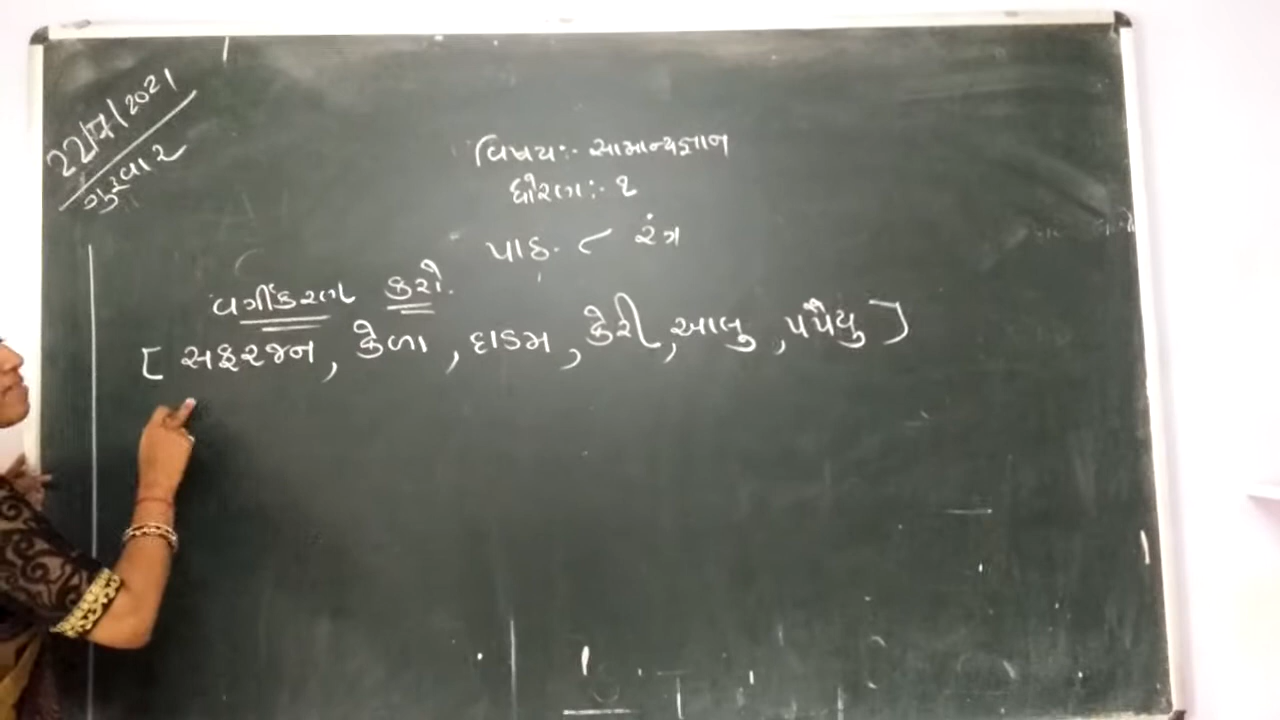 22/7/2021
ગુરુવાર
વિષય:- સામાન્યજ્ઞાન
ધોરણ:- ૨
પાઠ- ૮ રંગ
વર્ગીકરણ કરો.
[ સફરજન, કેળા, દાડમ, કેરી, આલુ, પપૈયુ ]